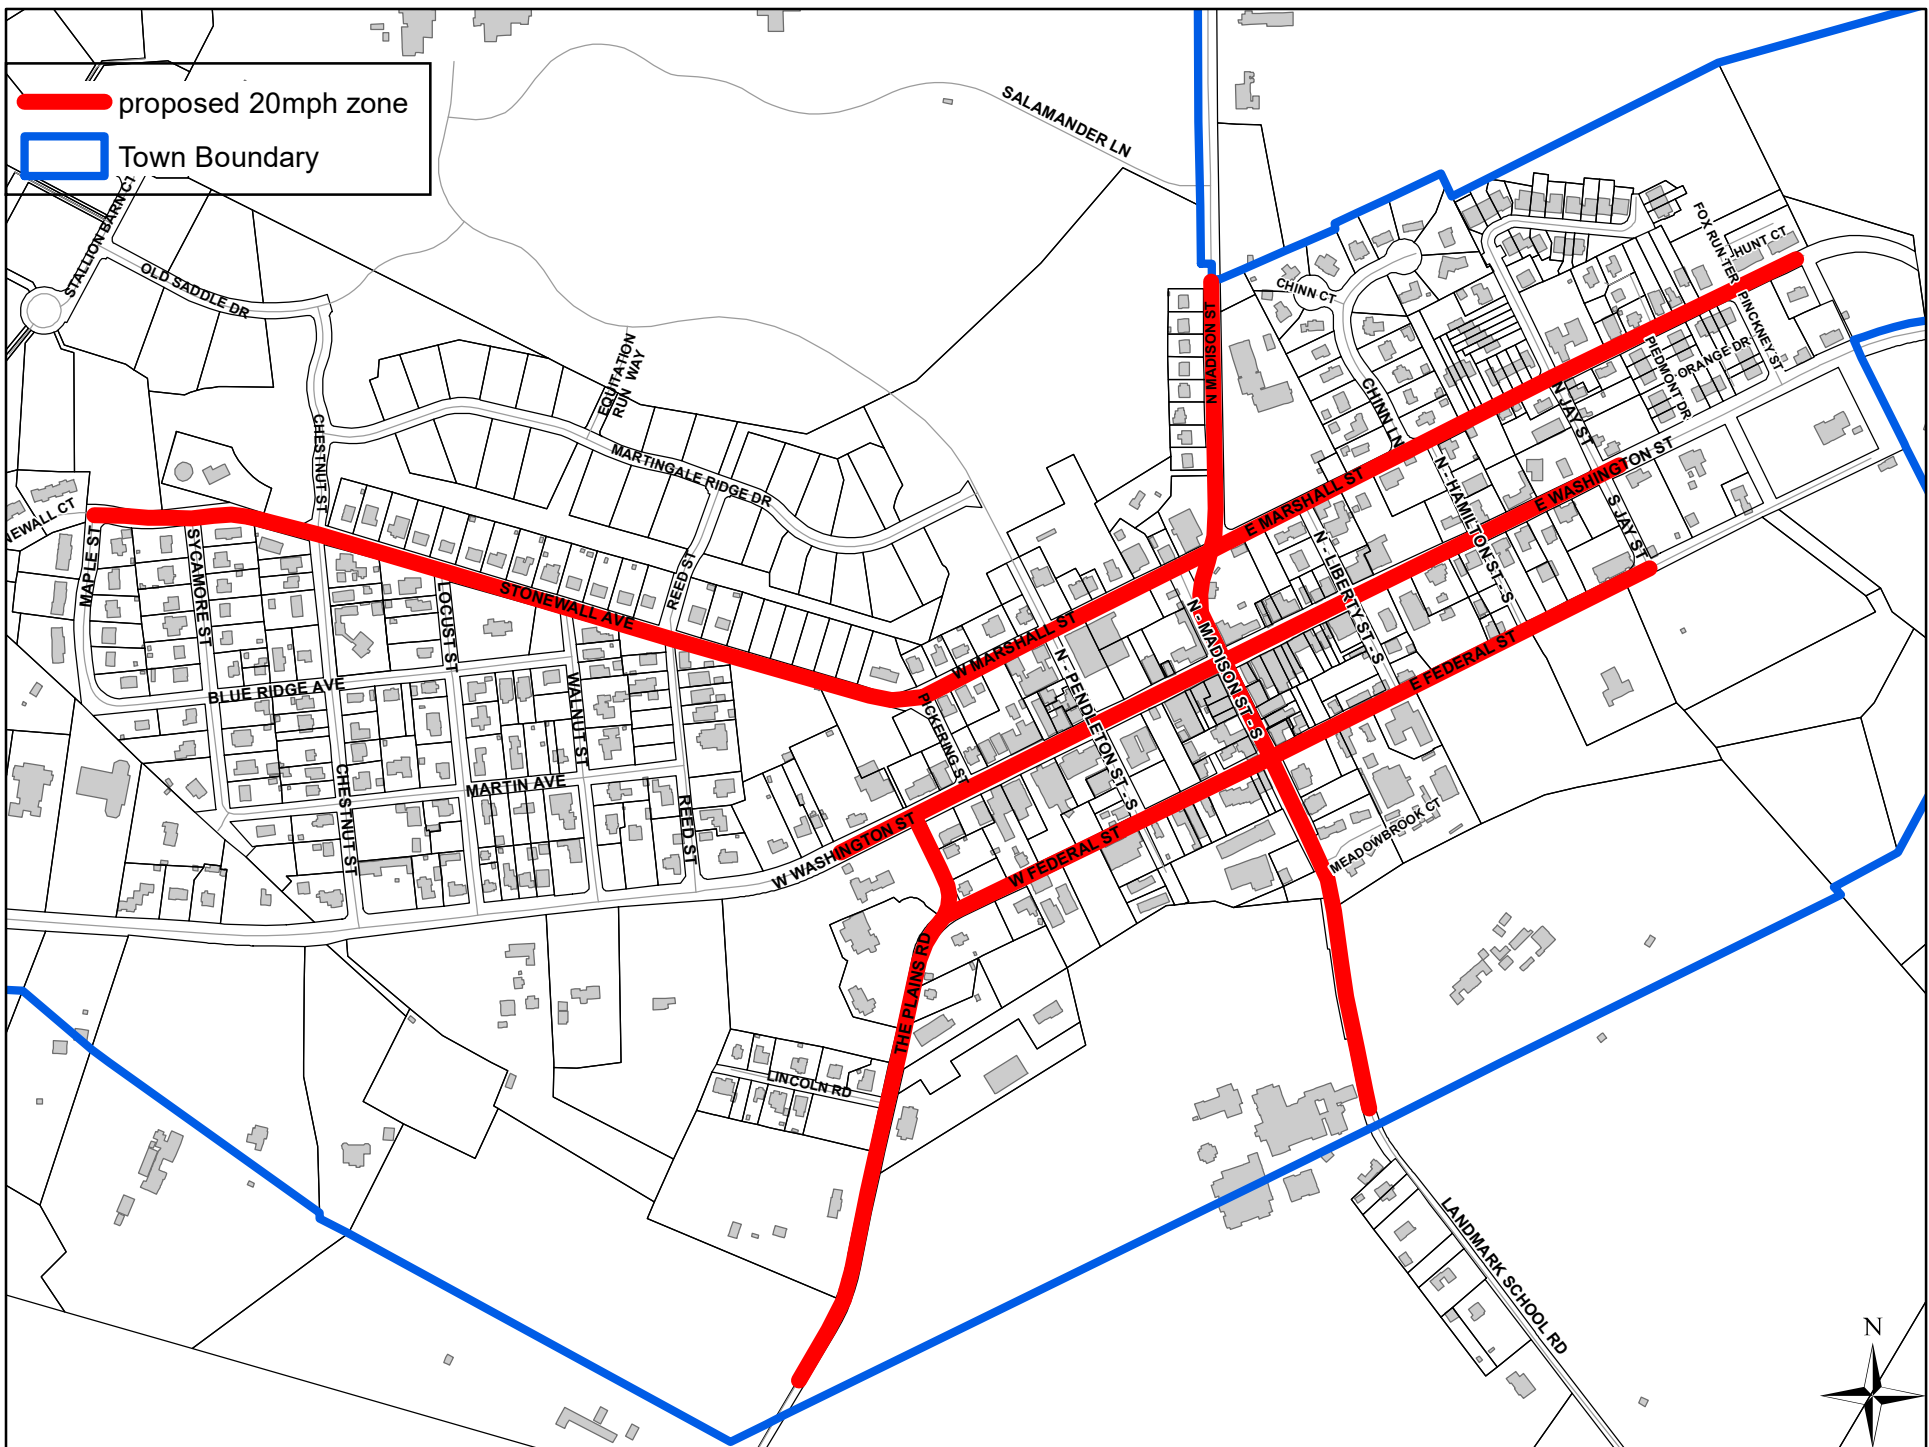 proposed 20mph zone
Town Boundary
SALAMANDER LN
STALLION BARN CT
OLD SADDLE DR
FOX RUN TER
HUNT CT
CHINN CT
N MADISON ST
PINCKNEY ST
PIEDMONT DR
ORANGE DR
EQUITATION
RUN WAY
CHESTNUT ST
MARTINGALE RIDGE DR
CHINN LN
N JAY ST
E MARSHALL ST
N - HAMILTON ST - S
E WASHINGTON ST
S JAY ST
MAPLE ST
SYCAMORE ST
LOCUST ST
STONEWALL AVE
REED ST
N - LIBERTY ST - S
N - MADISON ST - S
W MARSHALL ST
N - PENDLETON ST - S
E FEDERAL ST
BLUE RIDGE AVE
WALNUT ST
PICKERING ST
CHESTNUT ST
MARTIN AVE
REED ST
W WASHINGTON ST
W FEDERAL ST
MEADOWBROOK CT
THE PLAINS RD
LINCOLN RD
LANDMARK SCHOOL RD
N